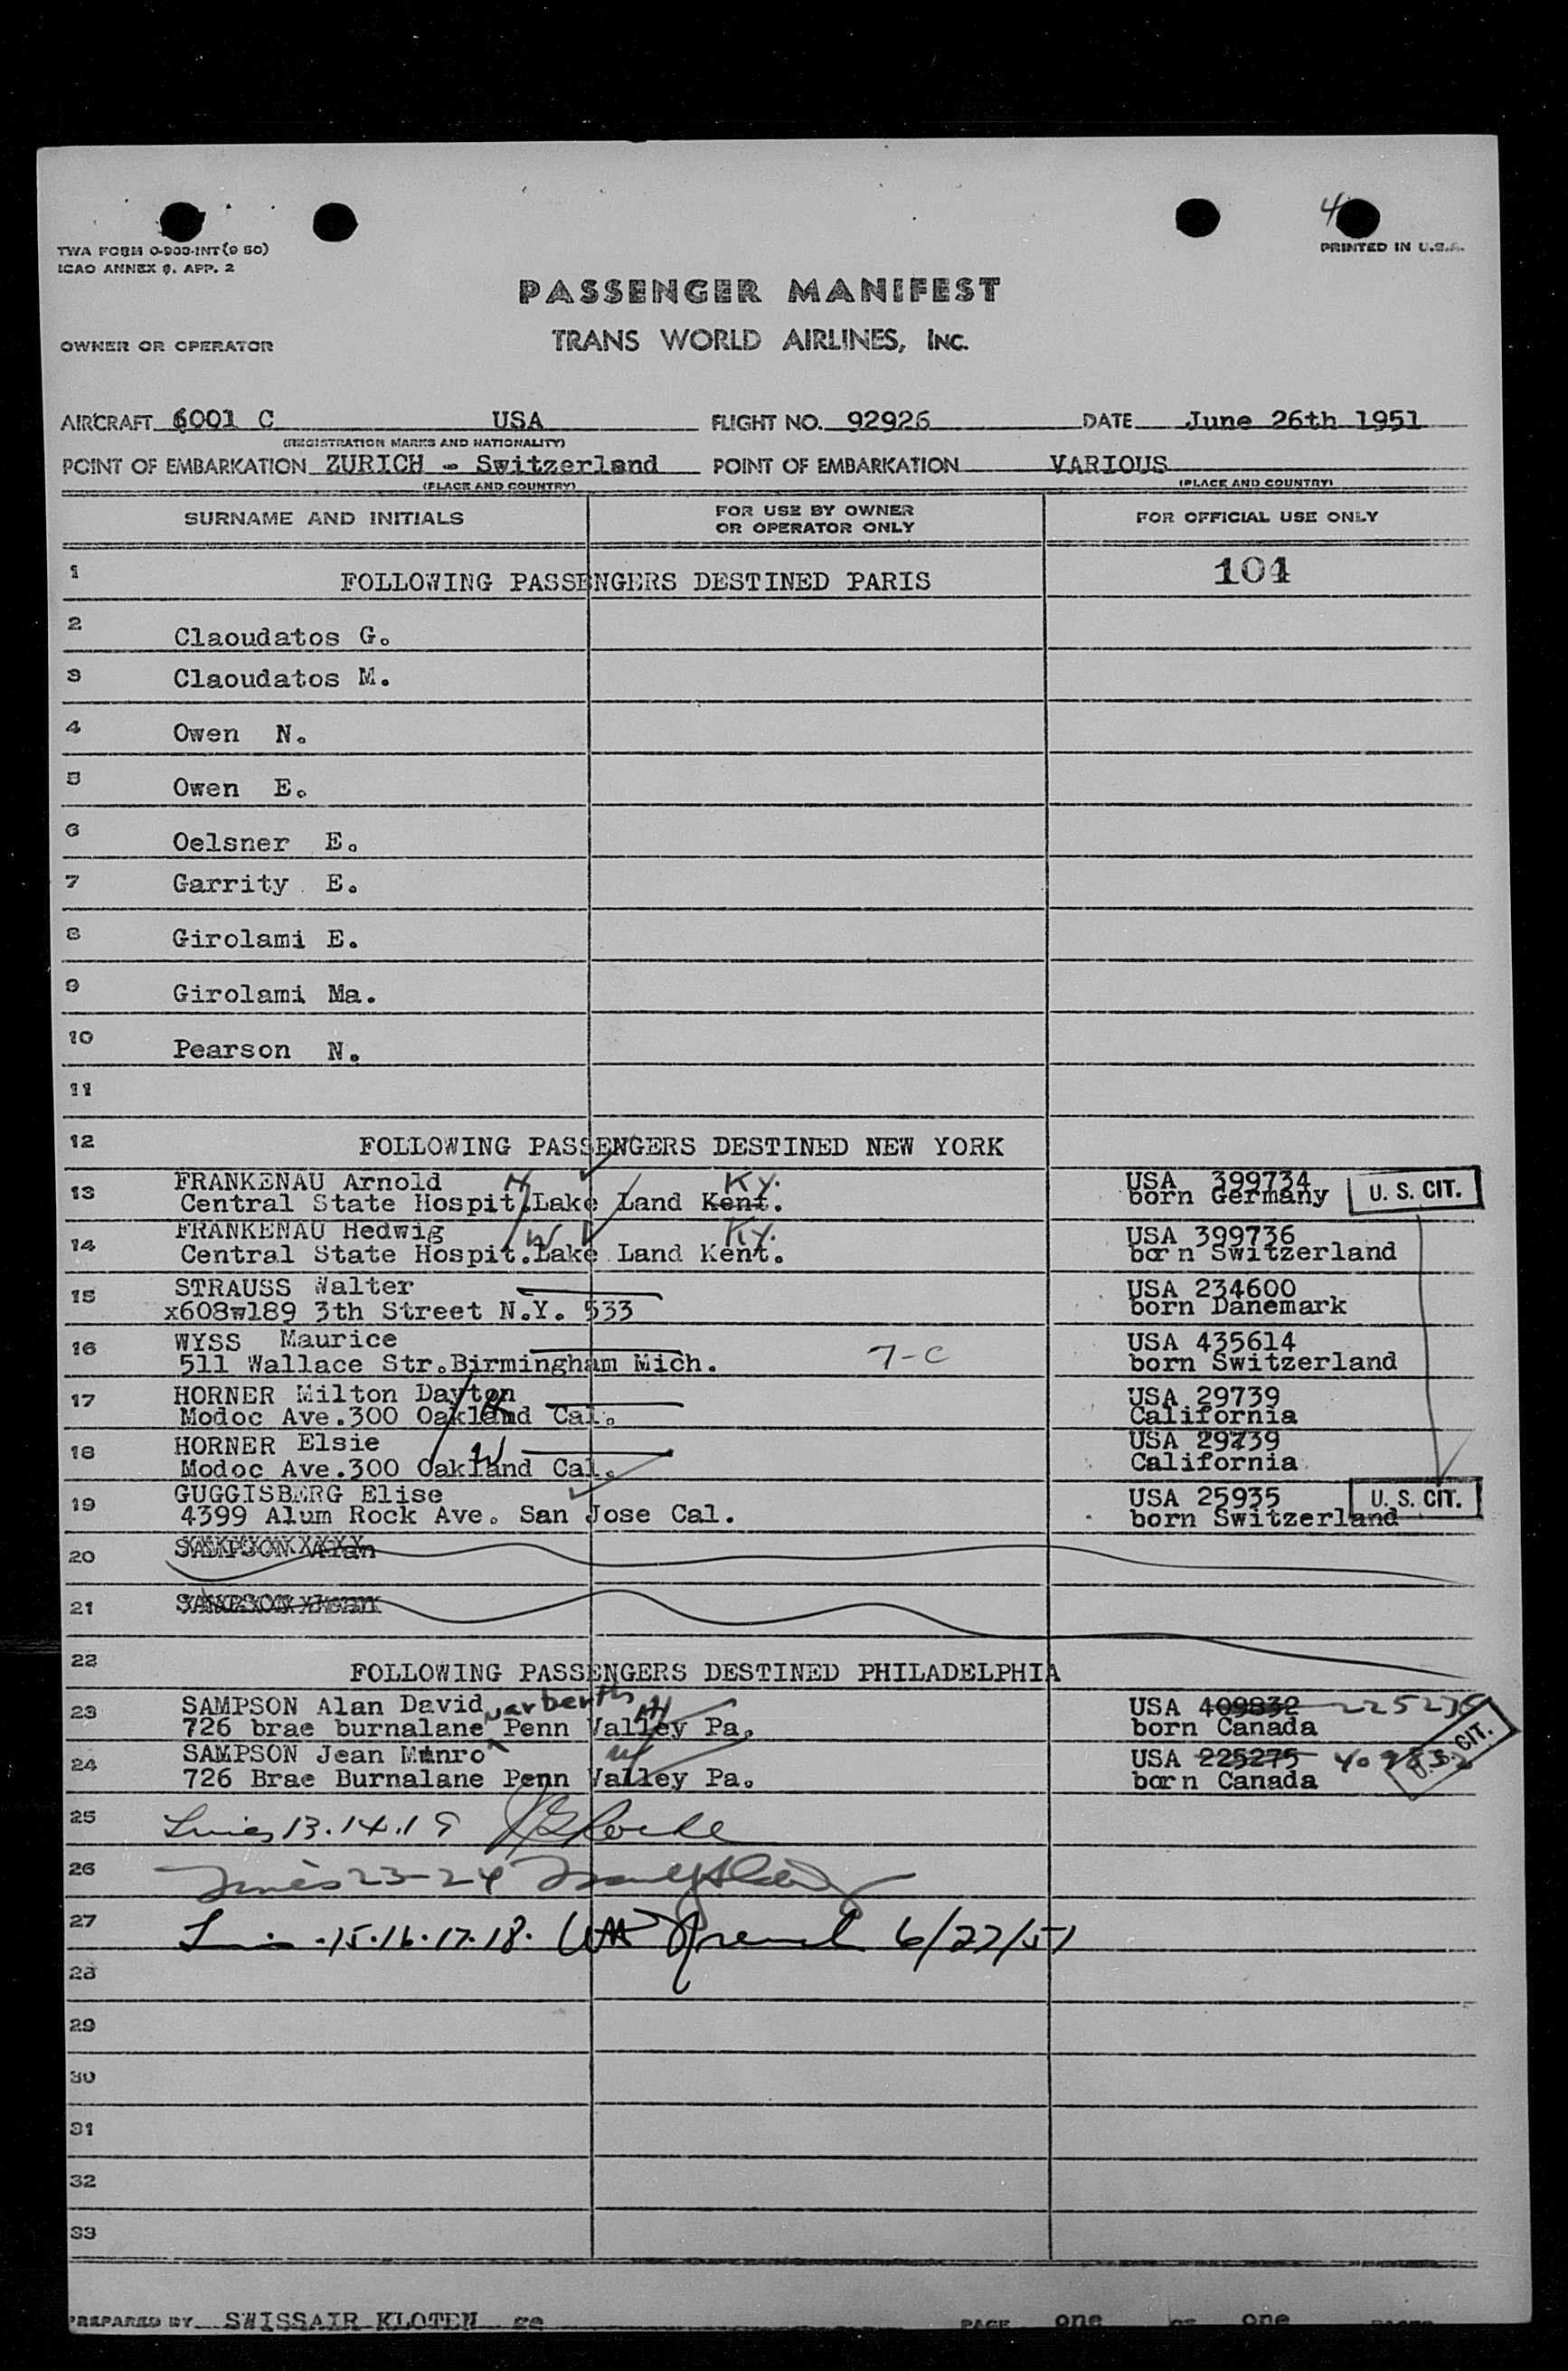 4
TWA FORM O-900-INT (9 50)
ICAO ANNEX 9. APP. 2
PRINTED IN U.S.A.
PASSENGER MANIFEST
OWNER OR OPERATOR TRANS WORLD AIRLINES, INC.
AIRCRAFT 6001 C USA FLIGHT NO. 92926 DATE June 26th 1951
(REGISTRATION MARKS AND NATIONALITY)
POINT OF EMBARKATION ZURICH - Switzerland POINT OF EMBARKATION VARIOUS
(PLACE AND COUNTRY) (PLACE AND COUNTRY)
SURNAME AND INITIALS FOR USE BY OWNER OR OPERATOR ONLY FOR OFFICIAL USE ONLY
1 FOLLOWING PASSENGERS DESTINED PARIS 104
2 Claoudatos G.
3 Claoudatos M.
4 Owen N.
5 Owen E.
6 Oelsner E.
7 Garrity E.
8 Girolami E.
9 Girolami Ma.
10 Pearson N.
11
12 FOLLOWING PASSENGERS DESTINED NEW YORK
13 FRANKENAU Arnold H Ky. USA 399734
Central State Hospit.Lake Land Kent. born Germany U. S. CIT.
14 FRANKENAU Hedwig W Ky. USA 399736
Central State Hospit.Lake Land Kent. born Switzerland
15 STRAUSS Walter USA 234600
x608w189 3th Street N.Y. 533 born Danemark
16 WYSS Maurice USA 435614
511 Wallace Str.Birmingham Mich. 7-C born Switzerland
17 HORNER Milton Dayton USA 29739
Modoc Ave.300 Oakland Cal. California
18 HORNER Elsie W USA 29739
Modoc Ave.300 Oakland Cal. California
19 GUGGISBERG Elise USA 25935 U. S. CIT.
4399 Alum Rock Ave. San Jose Cal. born Switzerland
20 SAMPSON Alan
21 SAMPSON
22 FOLLOWING PASSENGERS DESTINED PHILADELPHIA
23 SAMPSON Alan David Narberth H USA 409832
726 brae burnalane Penn Valley Pa. born Canada
24 SAMPSON Jean Munro W USA 225275 409832 U. S. CIT.
726 Brae Burnalane Penn Valley Pa. born Canada
25 Lines 13.14.19
26 Lines 23-24
27 Lines 15.16.17.18. 6/27/51
28
29
30
31
32
33
PREPARED BY SWISSAIR KLOTEN PAGE one OF one PAGES